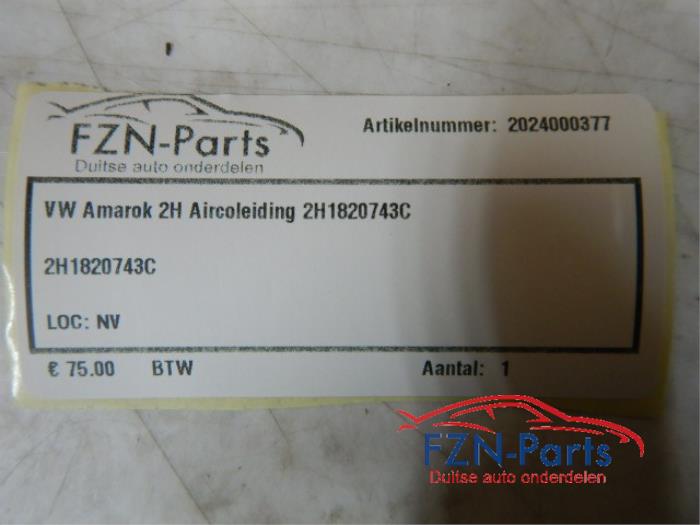 FZN-Parts
Duitse auto onderdelen
Artikelnummer: 2024000377
VW Amarok 2H Aircoleiding 2H1820743C
2H1820743C
LOC: NV
€ 75.00 BTW Aantal: 1
FZN-Parts
Duitse auto onderdelen